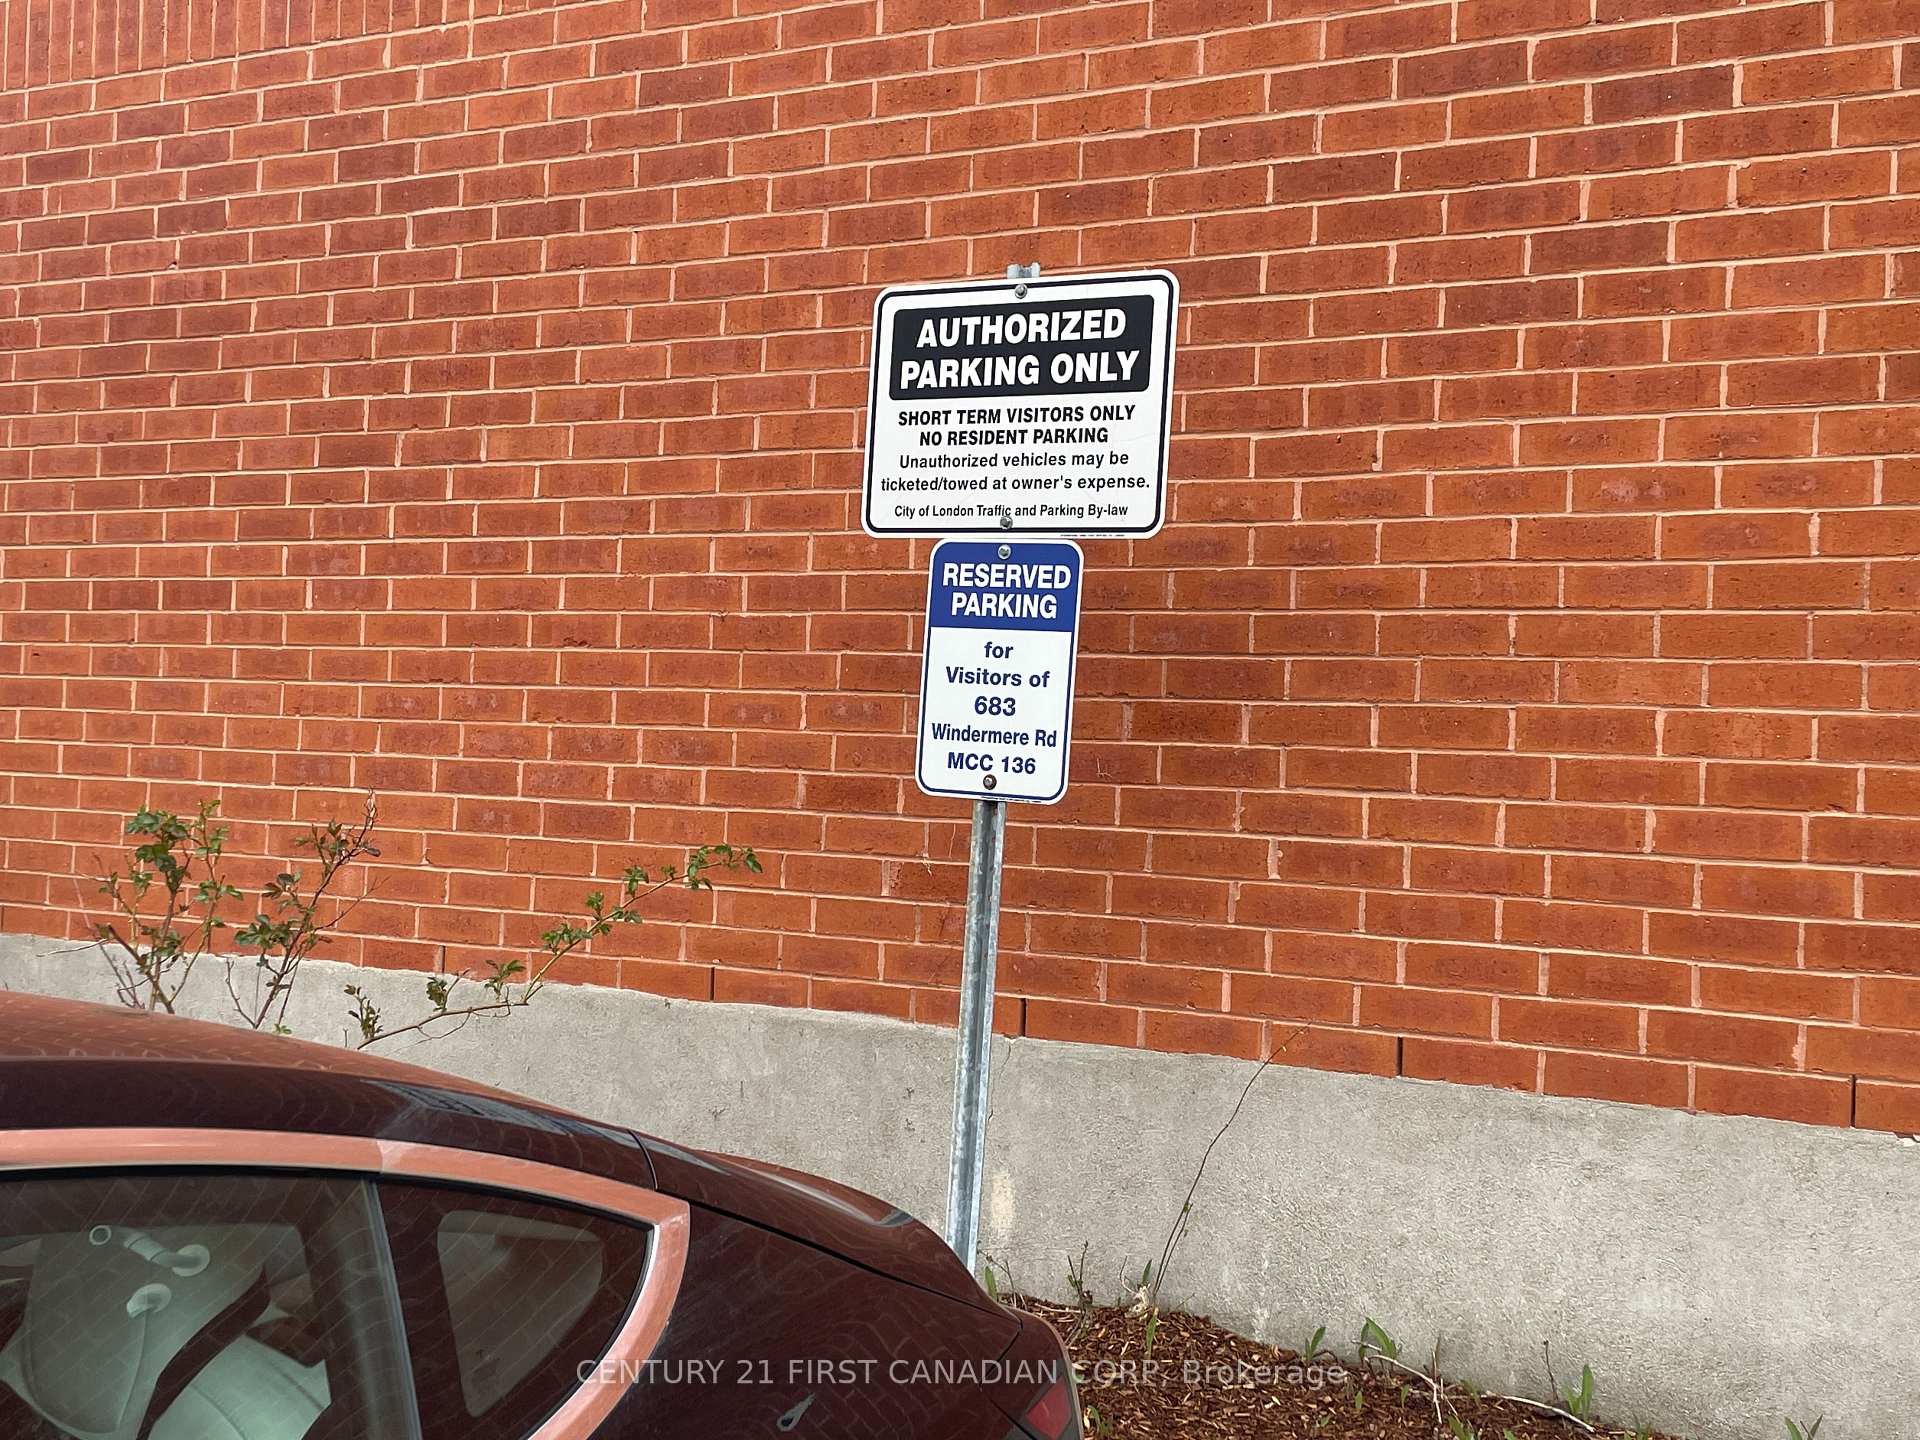 AUTHORIZED
PARKING ONLY
SHORT TERM VISITORS ONLY
NO RESIDENT PARKING
Unauthorized vehicles may be
ticketed/towed at owner's expense.
City of London Traffic and Parking By-law
RESERVED
PARKING
for
Visitors of
683
Windermere Rd
MCC 136
CENTURY 21 FIRST CANADIAN CORP, Brokerage